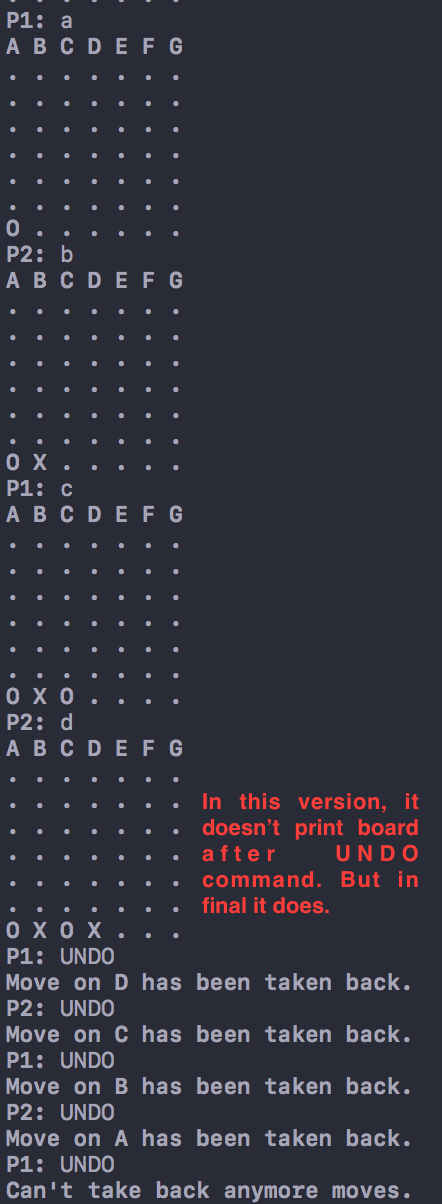 . . . . . . .
P1: a
A B C D E F G
. . . . . . .
. . . . . . .
. . . . . . .
. . . . . . .
. . . . . . .
. . . . . . .
O . . . . . .
P2: b
A B C D E F G
. . . . . . .
. . . . . . .
. . . . . . .
. . . . . . .
. . . . . . .
. . . . . . .
O X . . . . .
P1: c
A B C D E F G
. . . . . . .
. . . . . . .
. . . . . . .
. . . . . . .
. . . . . . .
. . . . . . .
O X O . . . .
P2: d
A B C D E F G
. . . . . . .
. . . . . . .
. . . . . . .
. . . . . . .
. . . . . . .
. . . . . . .
O X O X . . .
In this version, it
doesn't print board
after UNDO
command. But in
final it does.
P1: UNDO
Move on D has been taken back.
P2: UNDO
Move on C has been taken back.
P1: UNDO
Move on B has been taken back.
P2: UNDO
Move on A has been taken back.
P1: UNDO
Can't take back anymore moves.